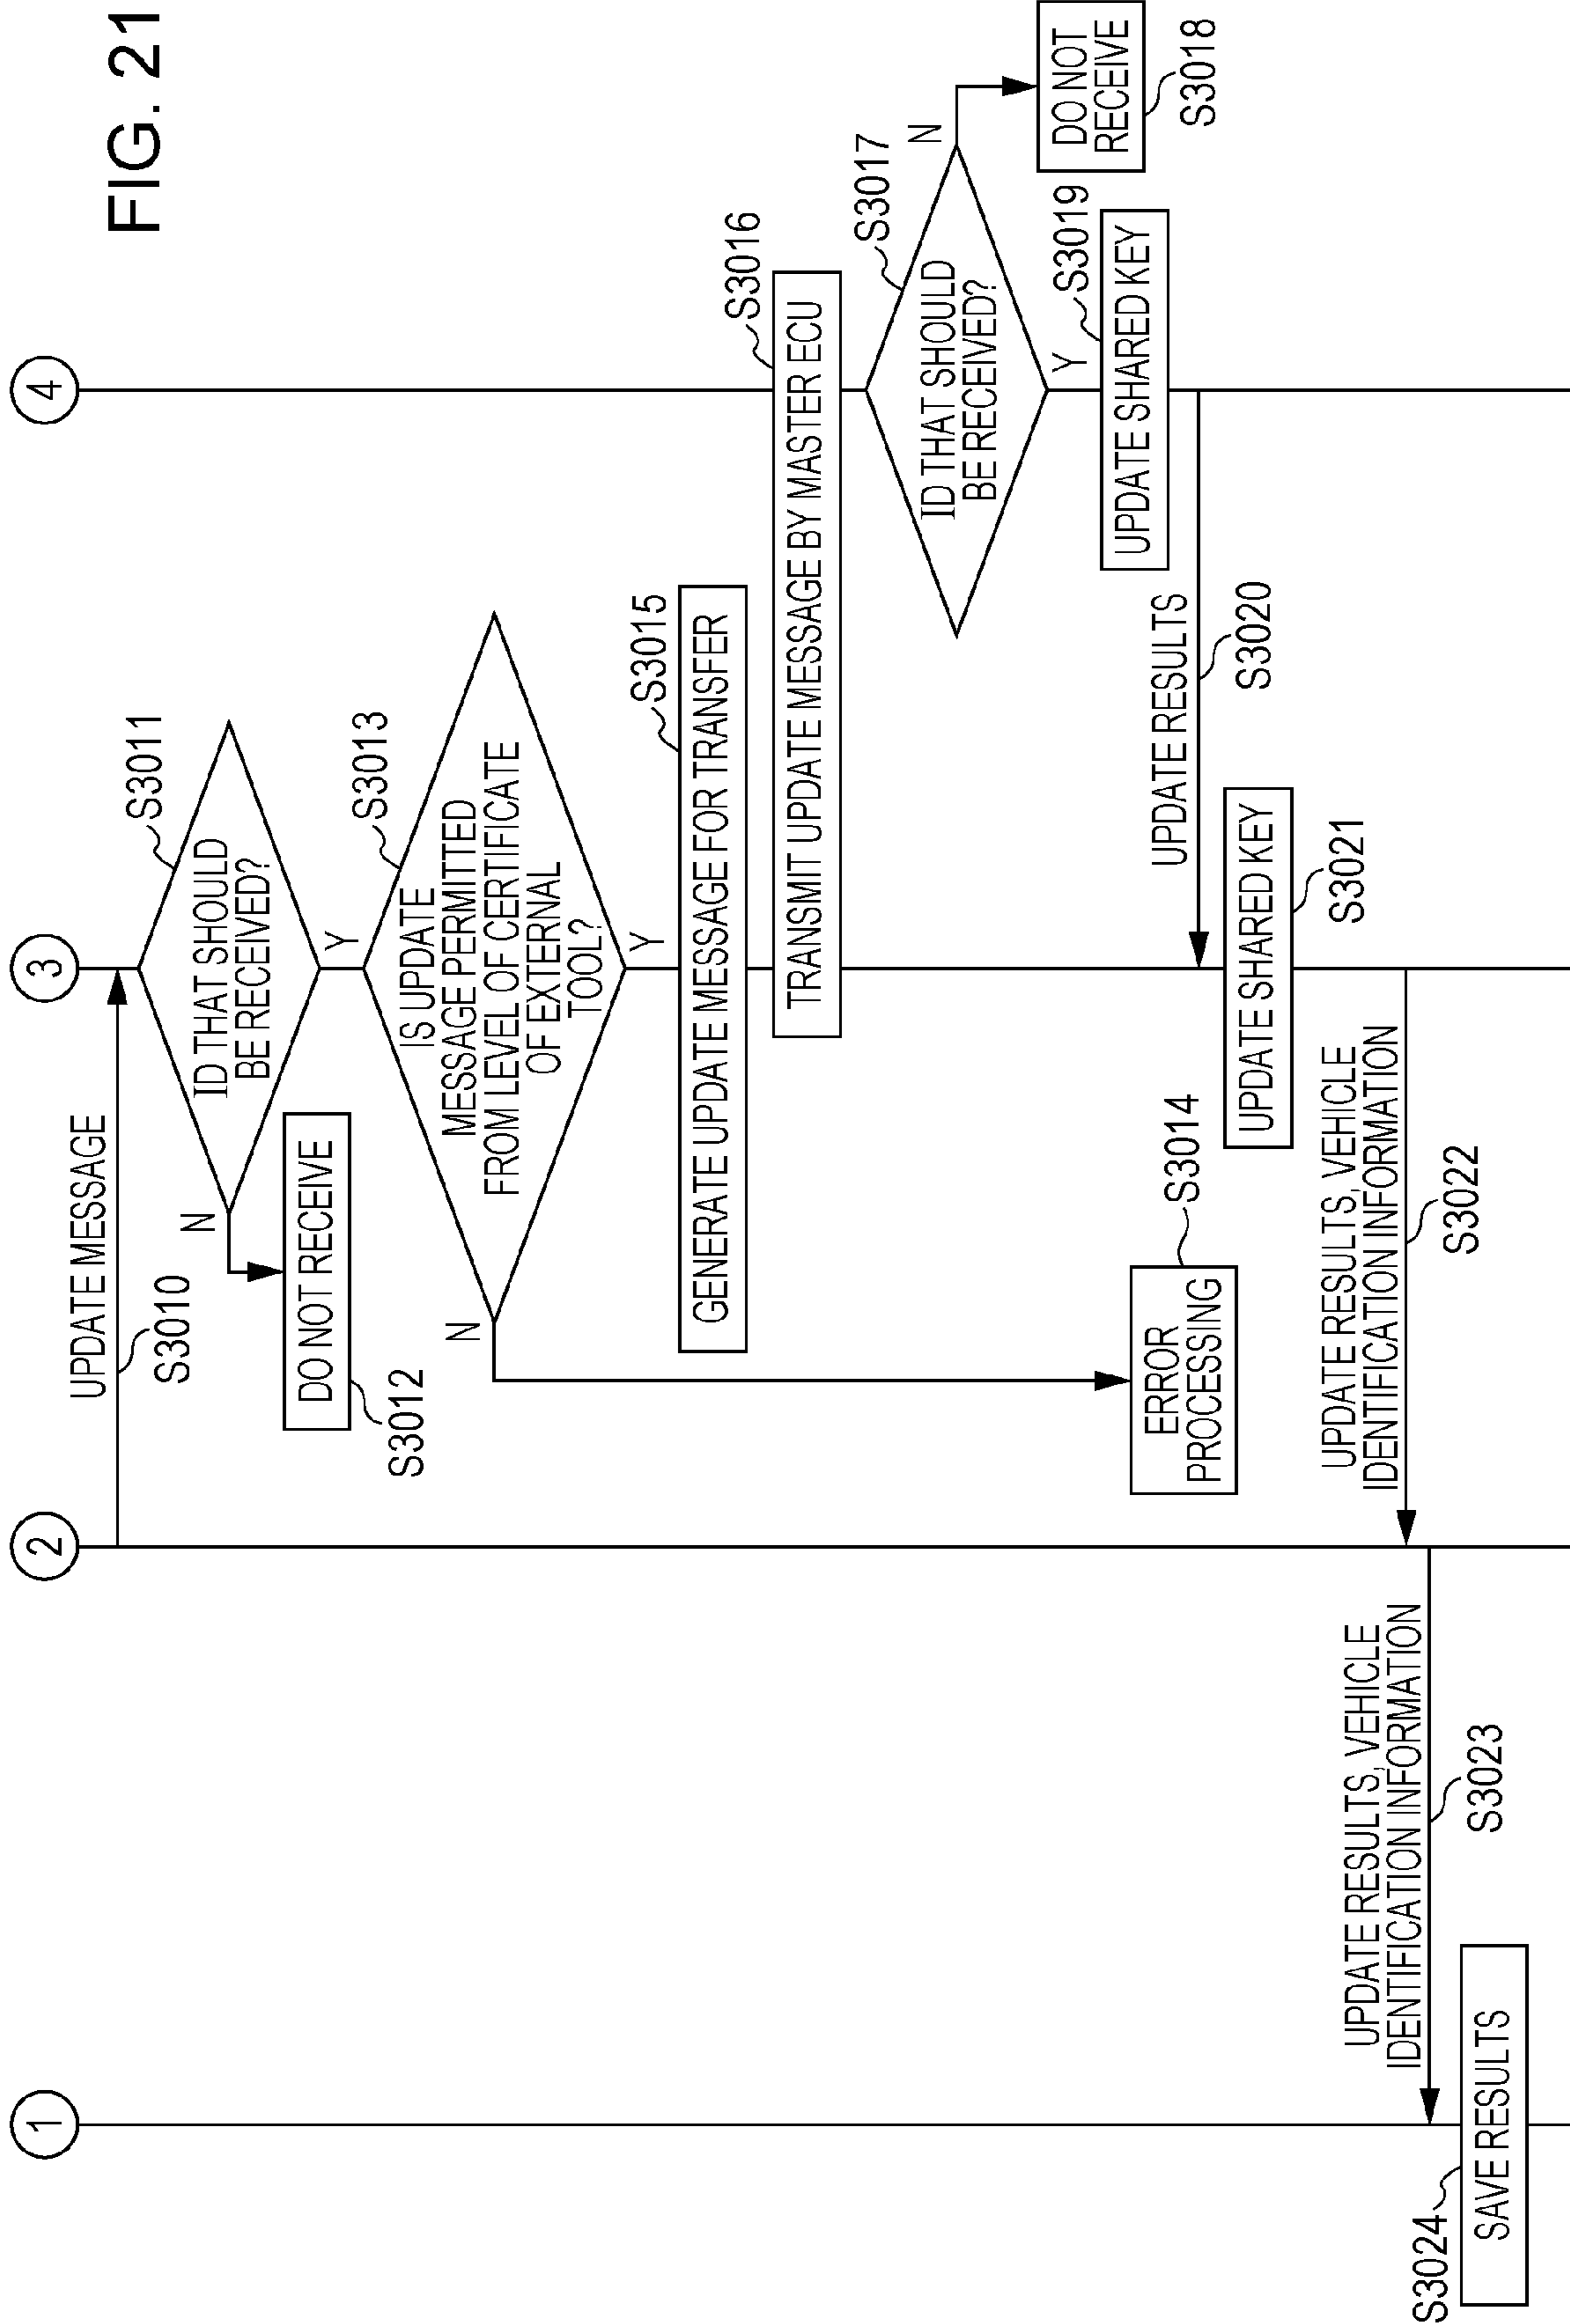 FIG. 21
1
2
3
4
UPDATE MESSAGE
S3010
S3011
ID THAT SHOULD
BE RECEIVED?
N
Y
DO NOT RECEIVE
S3012
S3013
IS UPDATE
MESSAGE PERMITTED
FROM LEVEL OF CERTIFICATE
OF EXTERNAL
TOOL?
N
Y
ERROR
PROCESSING
S3014
S3015
GENERATE UPDATE MESSAGE FOR TRANSFER
S3016
TRANSMIT UPDATE MESSAGE BY MASTER ECU
S3017
ID THAT SHOULD
BE RECEIVED?
N
Y
DO NOT
RECEIVE
S3018
S3019
UPDATE SHARED KEY
UPDATE RESULTS
S3020
UPDATE SHARED KEY
S3021
UPDATE RESULTS, VEHICLE
IDENTIFICATION INFORMATION
S3022
UPDATE RESULTS, VEHICLE
IDENTIFICATION INFORMATION
S3023
S3024
SAVE RESULTS